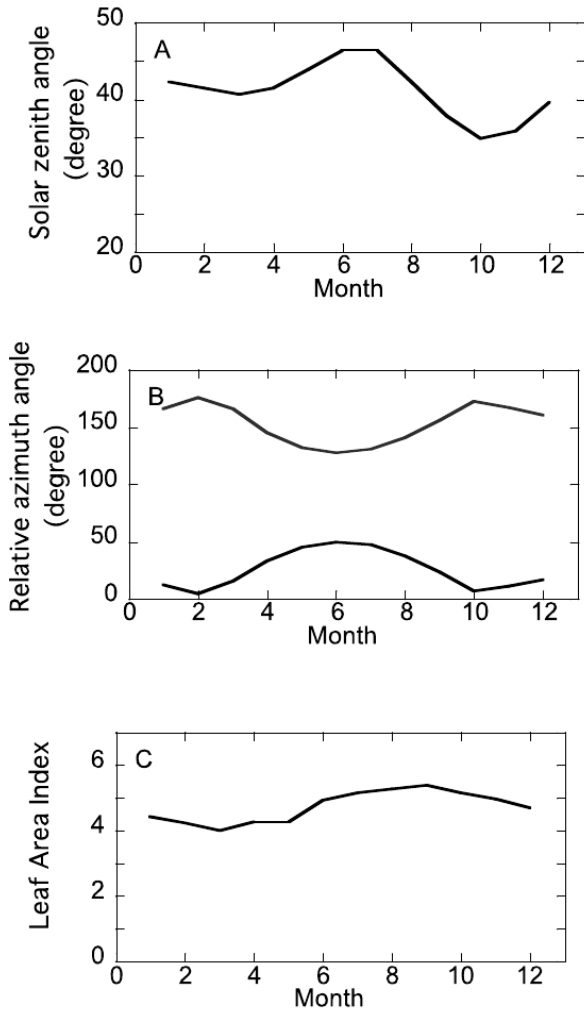 A
Solar zenith angle
(degree)
50
40
30
20
0 2 4 6 8 10 12
Month
B
Relative azimuth angle
(degree)
200
150
100
50
0
0 2 4 6 8 10 12
Month
C
Leaf Area Index
6
4
2
0
0 2 4 6 8 10 12
Month